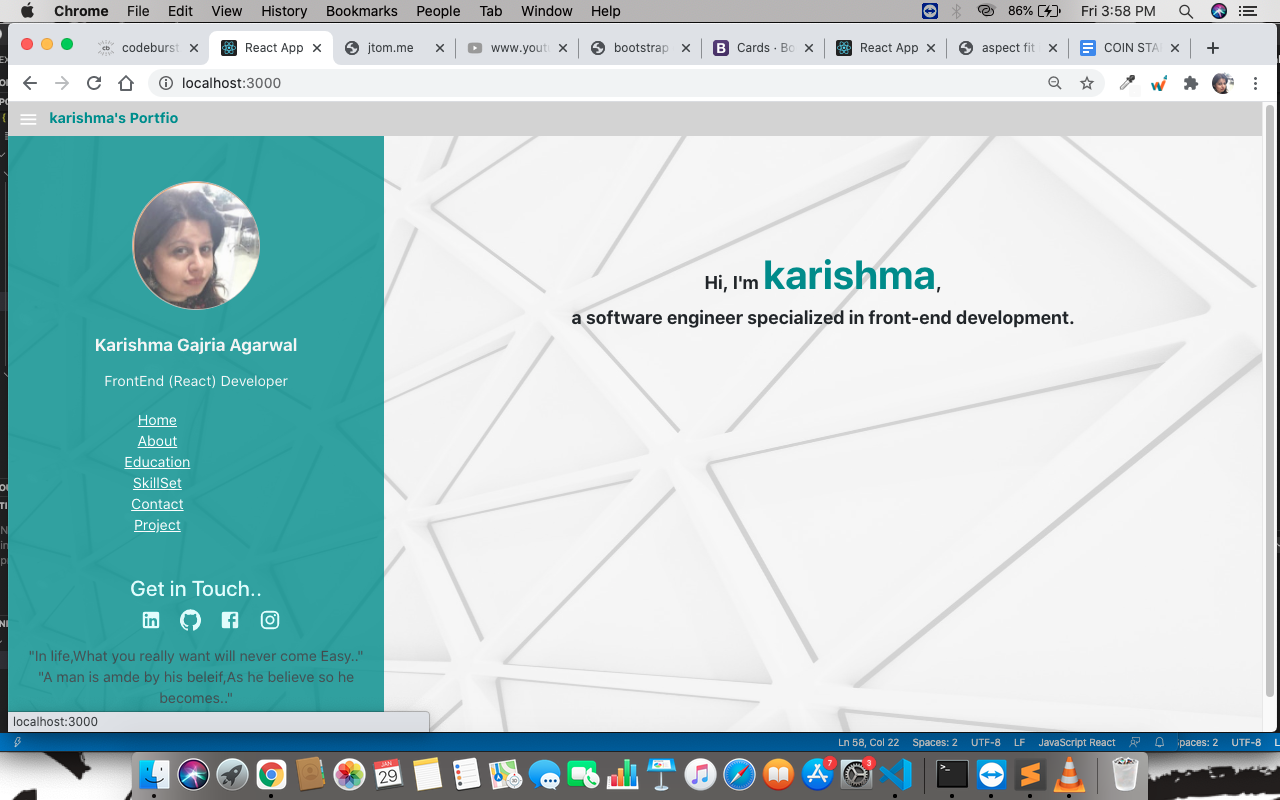 Chrome File Edit View History Bookmarks People Tab Window Help 86% Fri 3:58 PM
codeburst React App jtom.me www.yout bootstrap Cards · Bo React App aspect fit COIN STA
localhost:3000
karishma's Portfio
Karishma Gajria Agarwal
FrontEnd (React) Developer
Home
About
Education
SkillSet
Contact
Project
Get in Touch..
"In life,What you really want will never come Easy.."
"A man is amde by his beleif,As he believe so he
becomes.."
Hi, I'm karishma,
a software engineer specialized in front-end development.
localhost:3000
Ln 58, Col 22 Spaces: 2 UTF-8 LF JavaScript React paces: 2 UTF-8 L
JAN
29
7
3